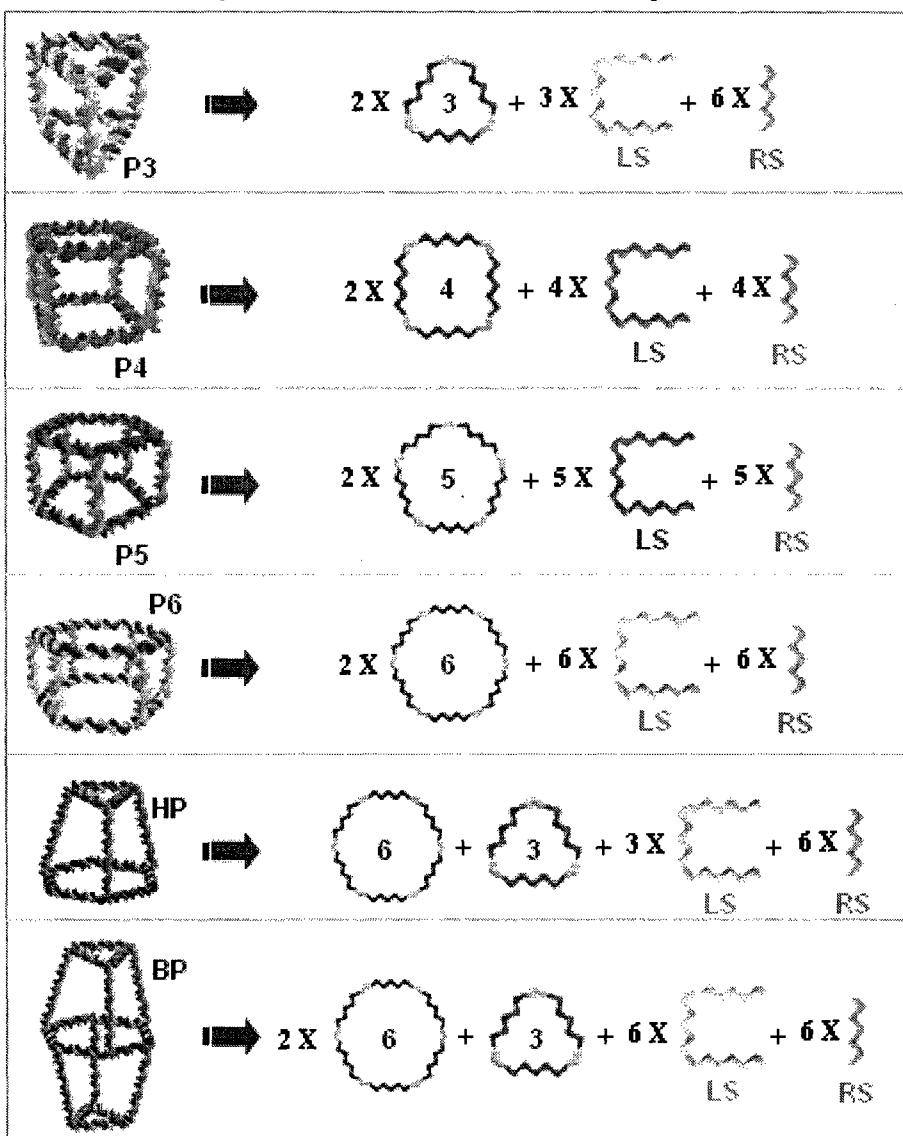 2 X 3 + 3 X + 6 X
LS RS
P3
2 X 4 + 4 X + 4 X
LS RS
P4
2 X 5 + 5 X + 5 X
LS RS
P5
P6
2 X 6 + 6 X + 6 X
LS RS
HP
6 + 3 + 3 X + 6 X
LS RS
BP
2 X 6 + 3 + 6 X + 6 X
LS RS